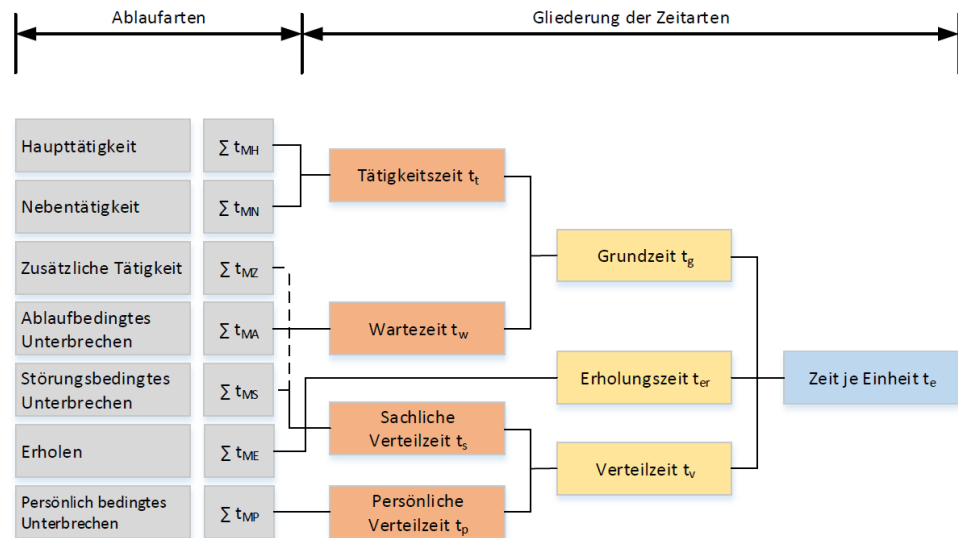 Ablaufarten
Gliederung der Zeitarten
Haupttätigkeit
∑ tMH
Tätigkeitszeit tt
Nebentätigkeit
∑ tMN
Zusätzliche Tätigkeit
∑ tMZ
Grundzeit tg
Ablaufbedingtes
Unterbrechen
∑ tMA
Wartezeit tw
Störungsbedingtes
Unterbrechen
∑ tMS
Erholungszeit ter
Zeit je Einheit te
Sachliche
Verteilzeit ts
Erholen
∑ tME
Verteilzeit tv
Persönlich bedingtes
Unterbrechen
∑ tMP
Persönliche
Verteilzeit tp